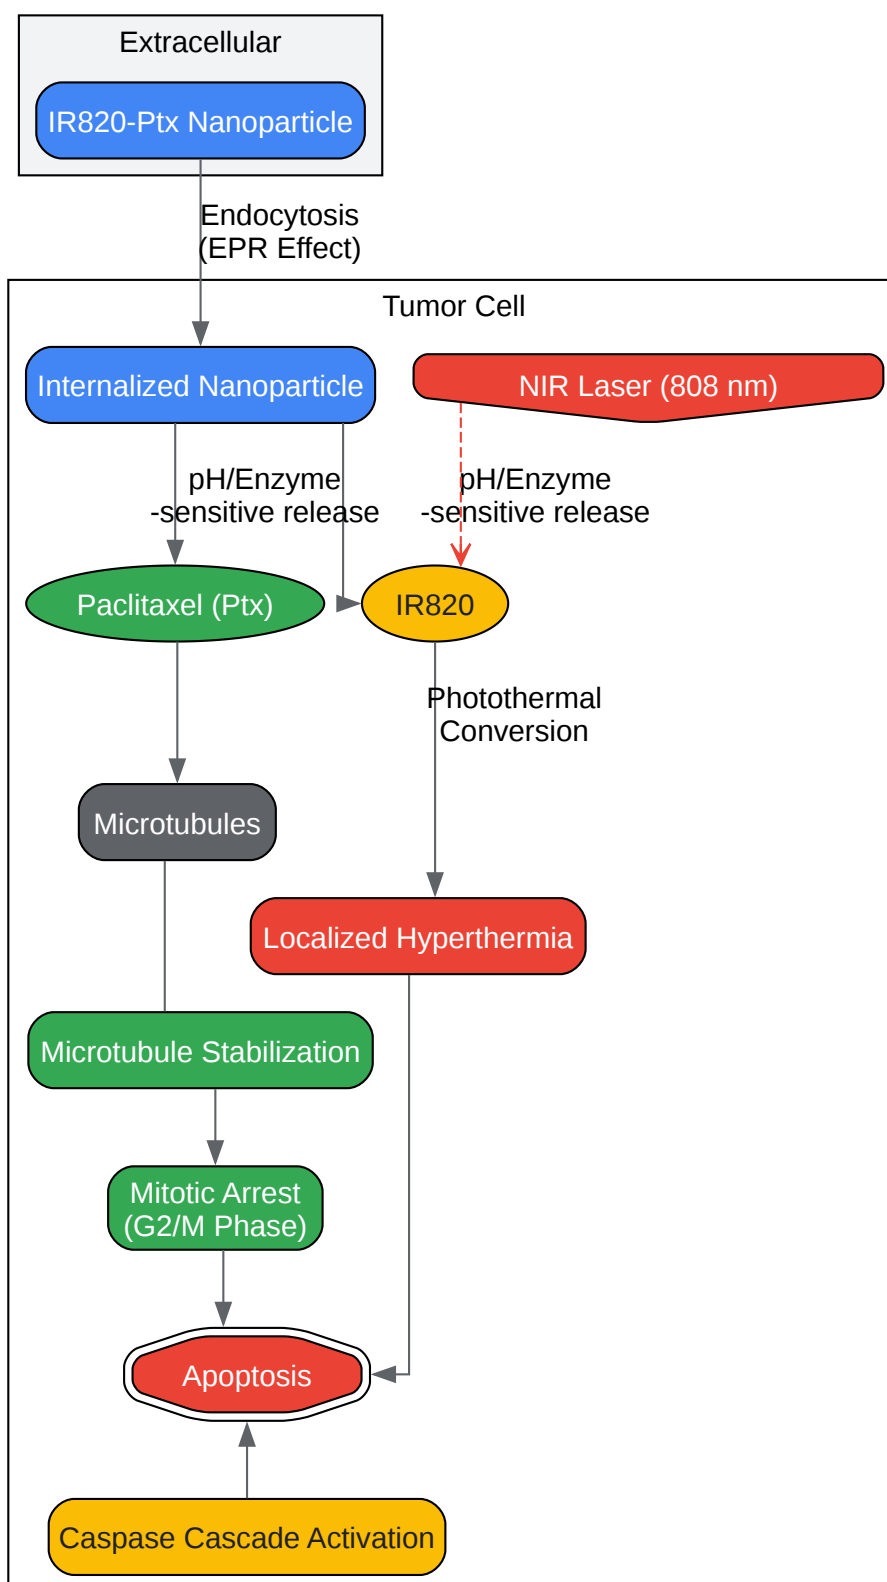 Extracellular
IR820-Ptx Nanoparticle
Endocytosis
(EPR Effect)
Tumor Cell
Internalized Nanoparticle
NIR Laser (808 nm)
pH/Enzyme
-sensitive release
pH/Enzyme
-sensitive release
Paclitaxel (Ptx)
IR820
Photothermal
Conversion
Microtubules
Localized Hyperthermia
Microtubule Stabilization
Mitotic Arrest
(G2/M Phase)
Apoptosis
Caspase Cascade Activation